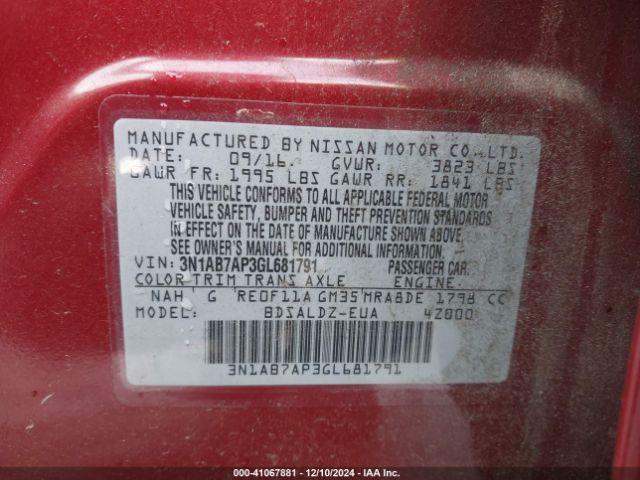 MANUFACTURED BY NISSAN MOTOR CO., LTD.
DATE: 09/16 GVWR: 3823 LBS
GAWR FR: 1995 LBS GAWR RR: 1841 LBS
THIS VEHICLE CONFORMS TO ALL APPLICABLE FEDERAL MOTOR
VEHICLE SAFETY, BUMPER AND THEFT PREVENTION STANDARDS
IN EFFECT ON THE DATE OF MANUFACTURE SHOWN ABOVE.
SEE OWNER'S MANUAL FOR ADDITIONAL INFORMATION.
VIN: 3N1AB7AP3GL681791 PASSENGER CAR.
COLOR TRIM TRANS AXLE ENGINE:
NAH G RE0F11A GM35 MRA8DE 1798 CC
MODEL: BDSALDZ-EUA 4Z000
3N1AB7AP3GL681791
000-41067881 – 12/10/2024 – IAA Inc.